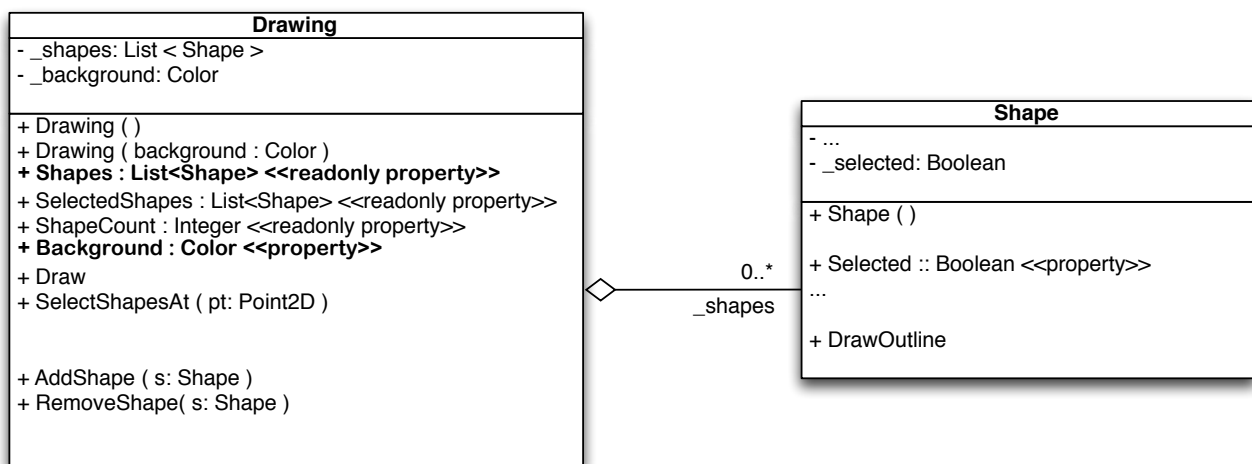 Drawing
- _shapes: List < Shape >
- _background: Color
+ Drawing ( )
+ Drawing ( background : Color )
+ Shapes : List<Shape> <<readonly property>>
+ SelectedShapes : List<Shape> <<readonly property>>
+ ShapeCount : Integer <<readonly property>>
+ Background : Color <<property>>
+ Draw
+ SelectShapesAt ( pt: Point2D )
+ AddShape ( s: Shape )
+ RemoveShape( s: Shape )
0..*
_shapes
Shape
- ...
- _selected: Boolean
+ Shape ( )
+ Selected :: Boolean <<property>>
...
+ DrawOutline